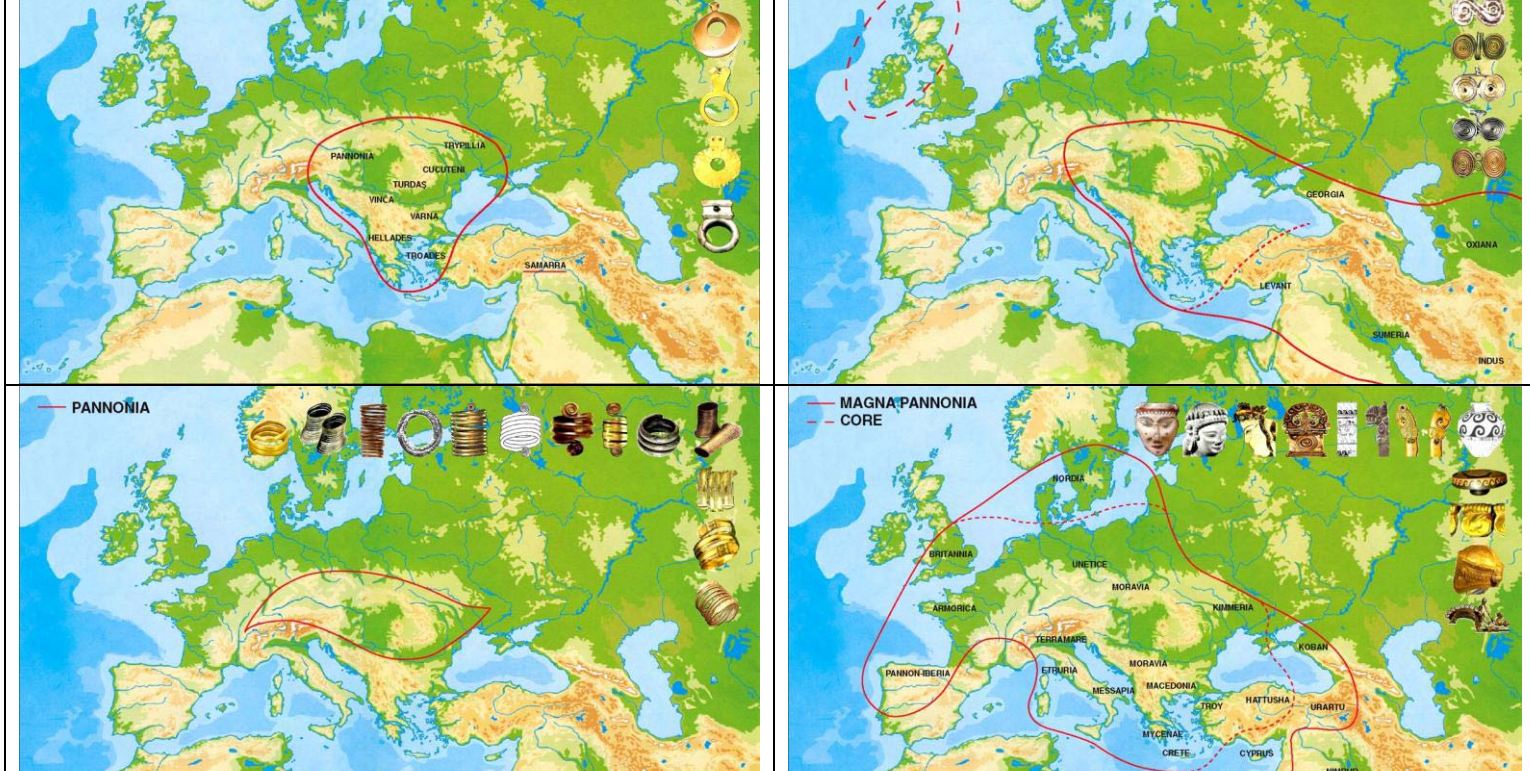 TRYPILLIA
PANNONIA
CUCUTENI
TURDAŞ
VINCA
VARNA
HELLADES
TROADES
SAMARRA
GEORGIA
OXIANA
LEVANT
SUMERIA
INDUS
PANNONIA
MAGNA PANNONIA
CORE
NORDIA
BRITANNIA
UNETICE
MORAVIA
ARMORICA
KIMMERIA
TERRAMARE
KOBAN
MORAVIA
ETRURIA
PANNON-IBERIA
MESSAPIA
MACEDONIA
TROY
HATTUSHA
URARTU
MYCENAE
CRETE
CYPRUS